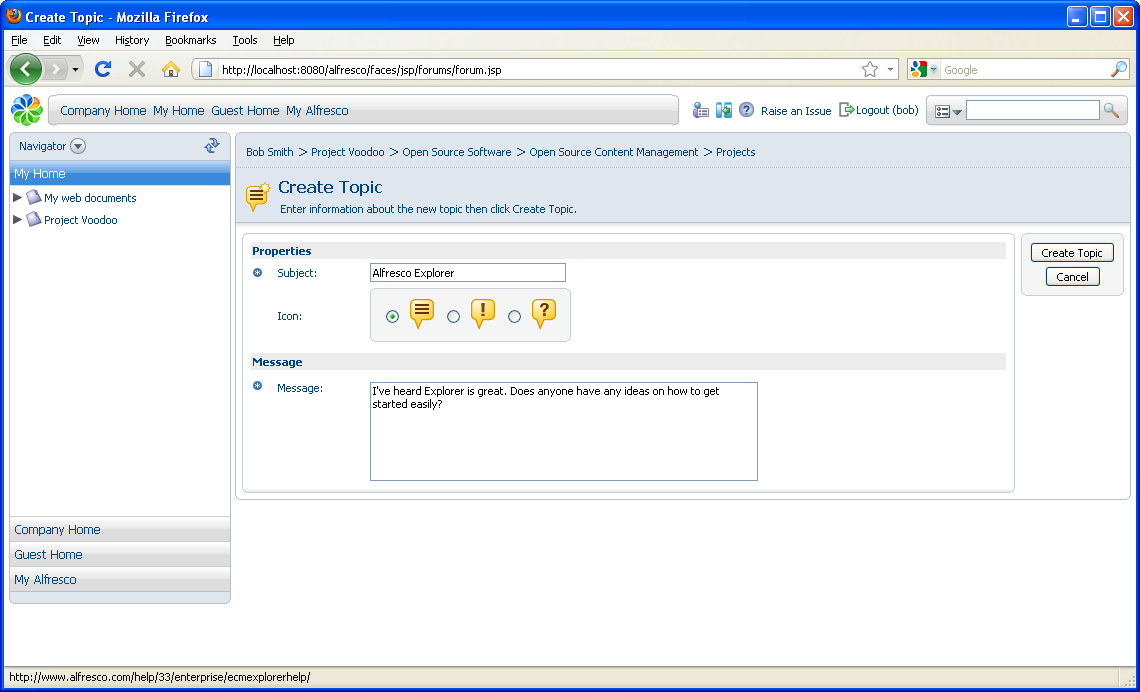 Create Topic - Mozilla Firefox
File Edit View History Bookmarks Tools Help
http://localhost:8080/alfresco/faces/jsp/forums/forum.jsp
Google
Company Home My Home Guest Home My Alfresco
Raise an Issue Logout (bob)
Navigator
My Home
My web documents
Project Voodoo
Company Home
Guest Home
My Alfresco
Bob Smith > Project Voodoo > Open Source Software > Open Source Content Management > Projects
Create Topic
Enter information about the new topic then click Create Topic.
Properties
Subject: Alfresco Explorer
Icon: ! ?
Message
Message: I've heard Explorer is great. Does anyone have any ideas on how to get
started easily?
Create Topic
Cancel
http://www.alfresco.com/help/33/enterprise/ecmexplorerhelp/